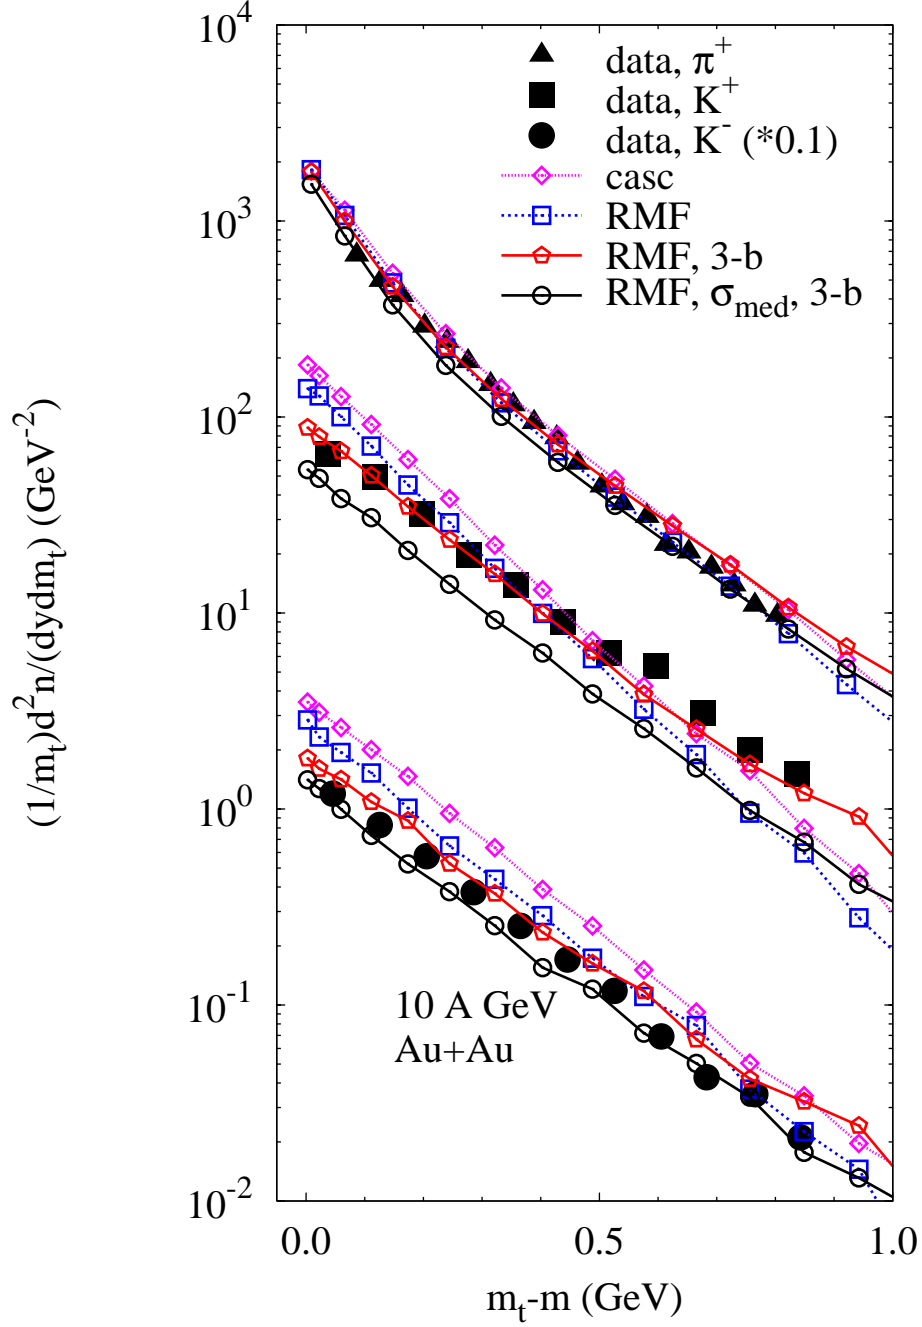 10^4
10^3
10^2
10^1
10^0
10^-1
10^-2
(1/m_t)d^2n/(dydm_t) (GeV^-2)
data, π^+
data, K^+
data, K^- (*0.1)
casc
RMF
RMF, 3-b
RMF, σ_med, 3-b
10 A GeV
Au+Au
0.0 0.5 1.0
m_t-m (GeV)